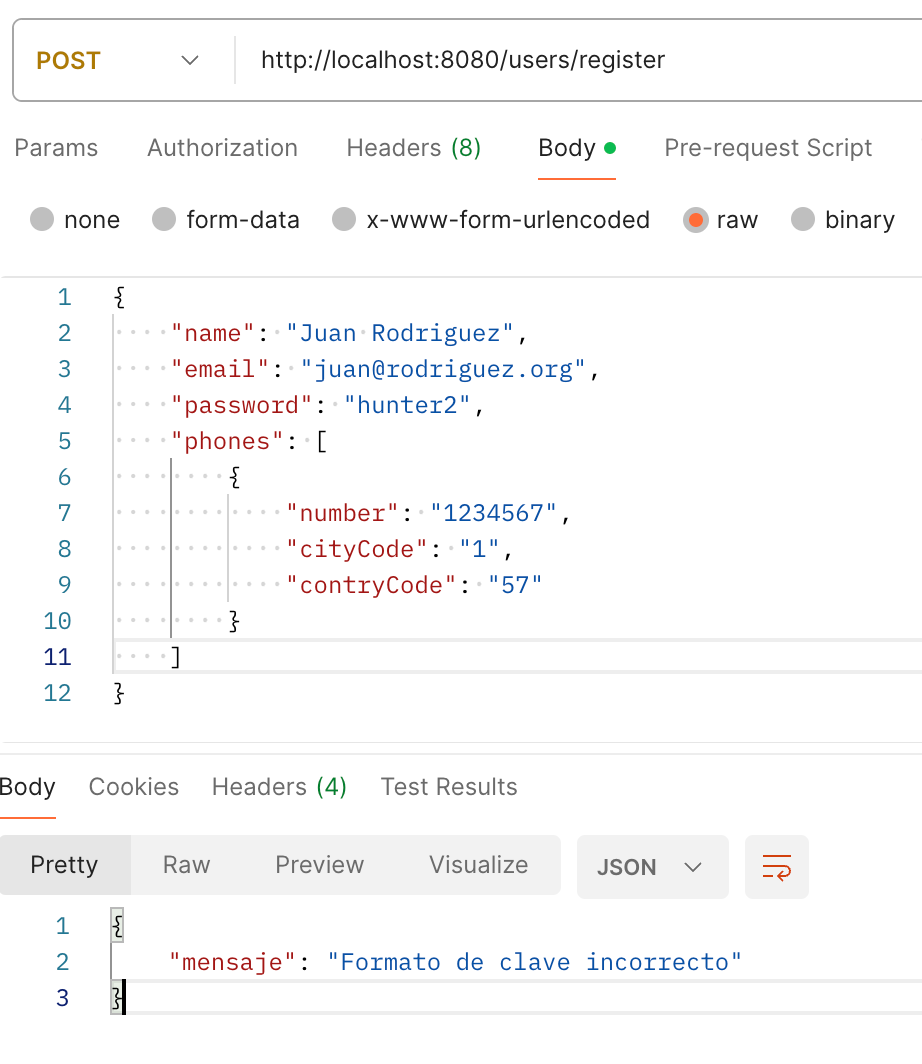 POST http://localhost:8080/users/register
Params Authorization Headers (8) Body Pre-request Script
none form-data x-www-form-urlencoded raw binary
1 {
2 "name": "Juan Rodriguez",
3 "email": "juan@rodriguez.org",
4 "password": "hunter2",
5 "phones": [
6 {
7 "number": "1234567",
8 "cityCode": "1",
9 "contryCode": "57"
10 }
11 ]
12 }
Body Cookies Headers (4) Test Results
Pretty Raw Preview Visualize JSON
1 {
2 "mensaje": "Formato de clave incorrecto"
3 }